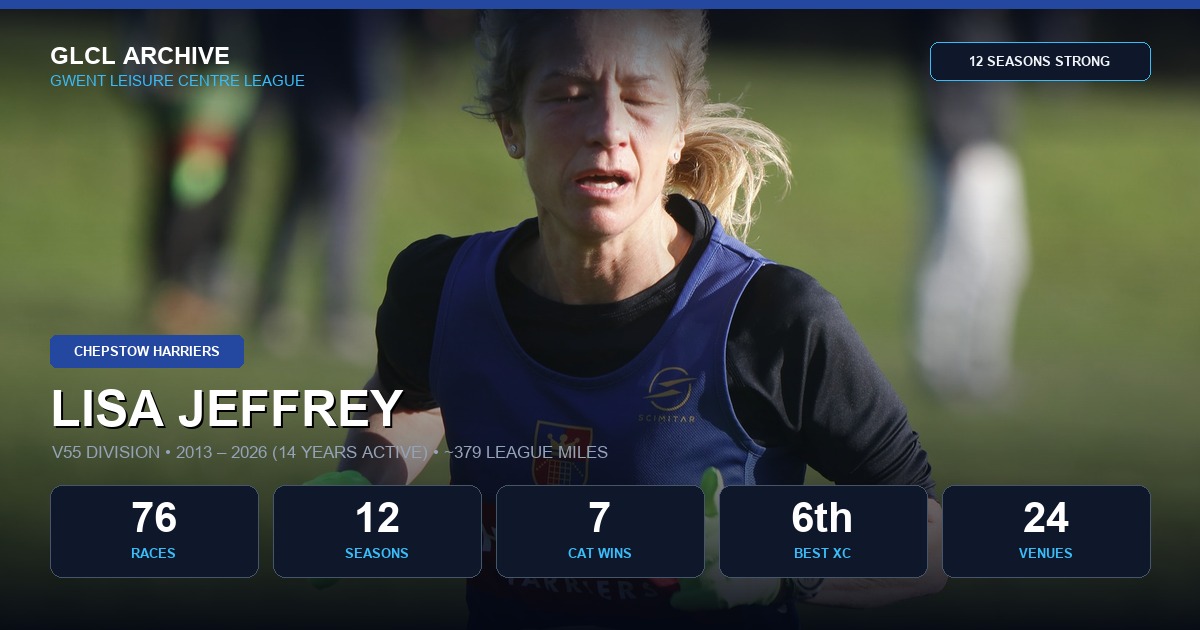 GLCL ARCHIVE
GWENT LEISURE CENTRE LEAGUE
12 SEASONS STRONG
CHEPSTOW HARRIERS
LISA JEFFREY
V55 DIVISION • 2013 – 2026 (14 YEARS ACTIVE) • ~379 LEAGUE MILES
SCIMITAR
76
RACES
12
SEASONS
7
CAT WINS
6th
BEST XC
24
VENUES